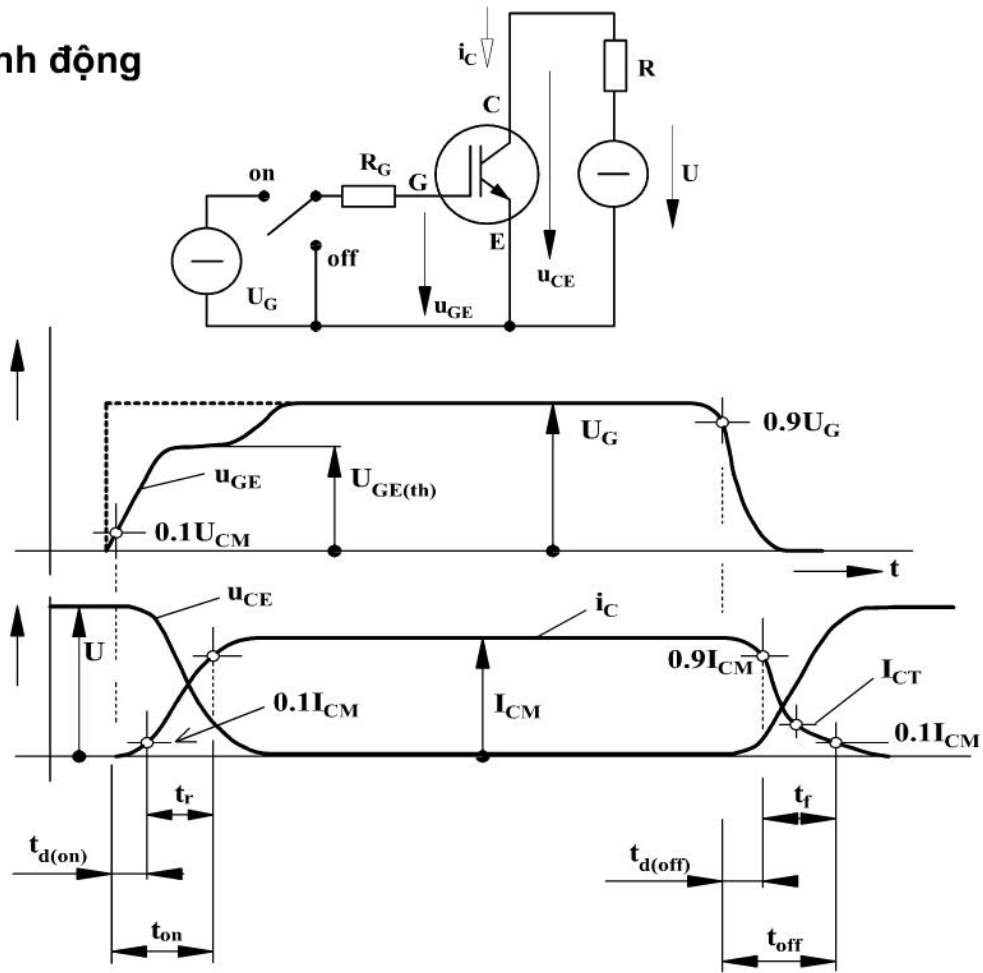 nh động
i_C
R
C
on
R_G
G
U
E
off
u_CE
U_G
u_GE
0.9U_G
U_G
u_GE
U_GE(th)
0.1U_CM
t
u_CE
i_C
U
0.9I_CM
I_CT
0.1I_CM
I_CM
0.1I_CM
t_r
t_f
t_d(on)
t_d(off)
t_on
t_off